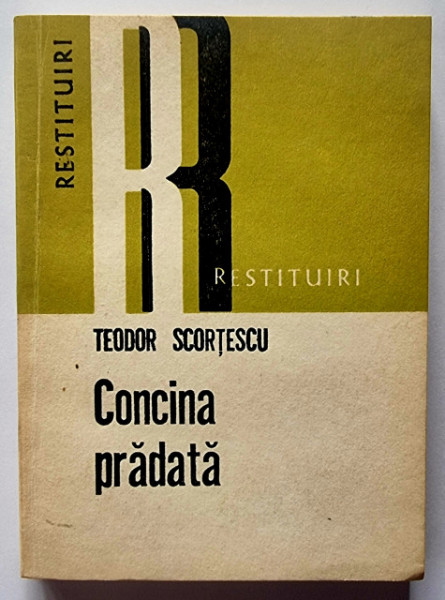 RESTITUIRI
R
RESTITUIRI
TEODOR SCORȚESCU
Concina
prădată